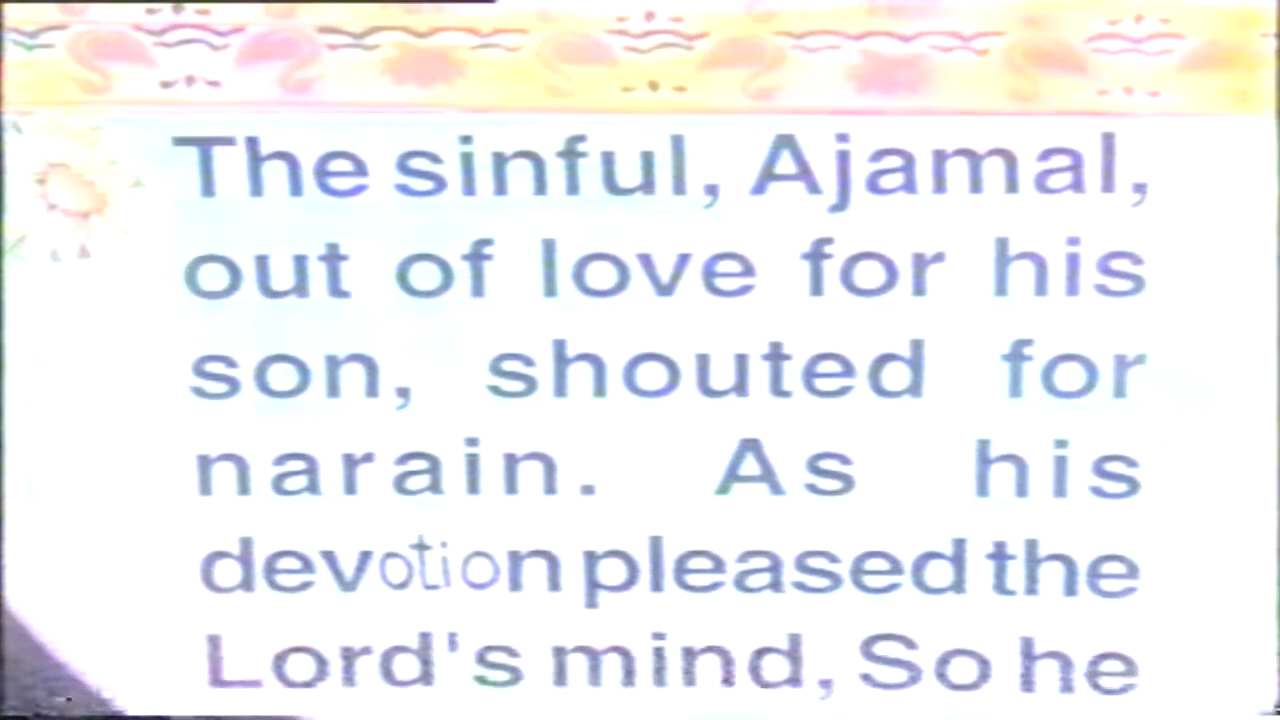 The sinful, Ajamal,
out of love for his
son, shouted for
narain. As his
devotion pleased the
Lord's mind, So he